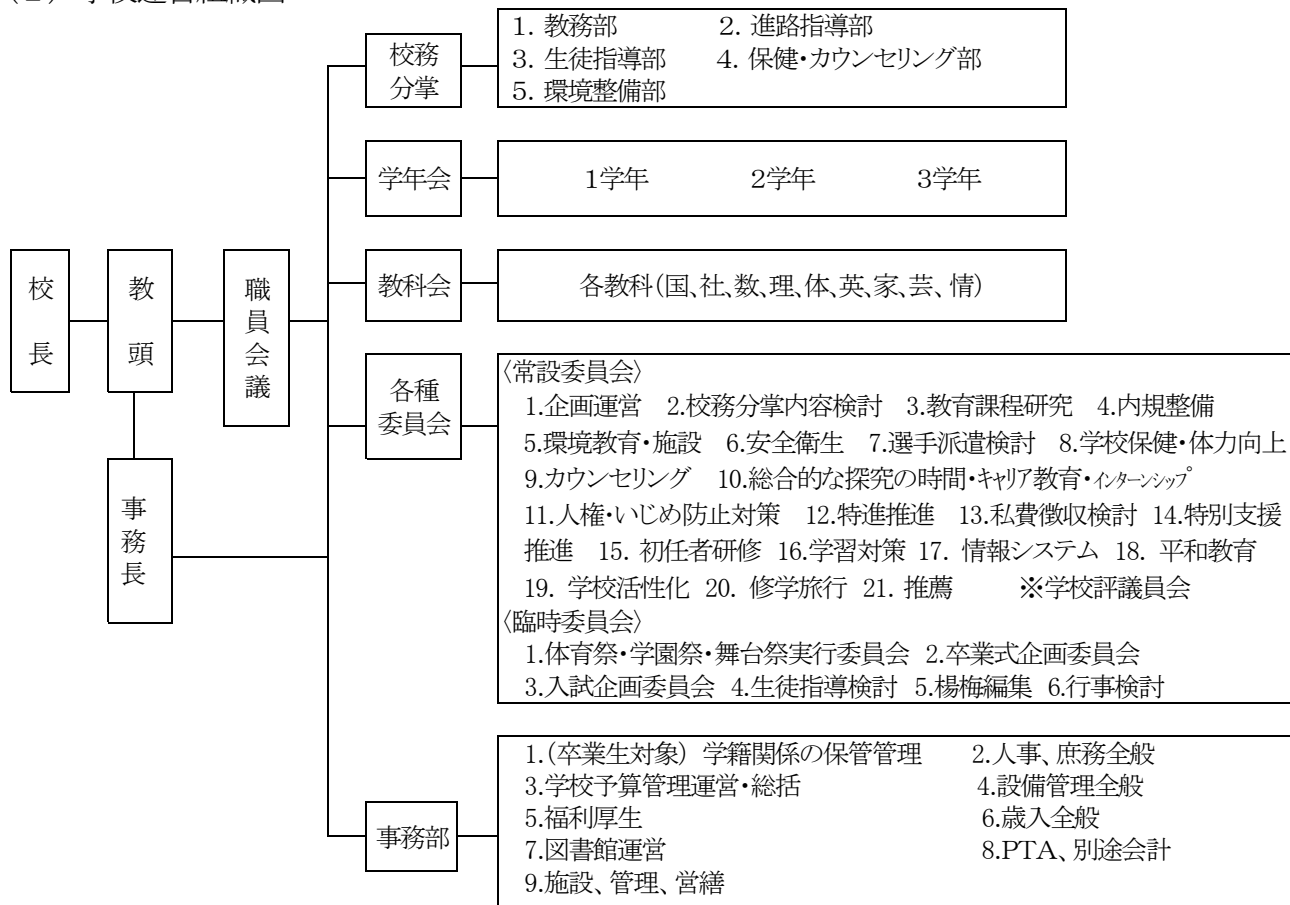 校務
分掌
1. 教務部　2. 進路指導部
3. 生徒指導部　4. 保健・カウンセリング部
5. 環境整備部
学年会
1学年　2学年　3学年
校長
教頭
職員会議
教科会
各教科(国、社、数、理、体、英、家、芸、情)
各種
委員会
〈常設委員会〉
1.企画運営　2.校務分掌内容検討　3.教育課程研究　4.内規整備
5.環境教育・施設　6.安全衛生　7.選手派遣検討　8.学校保健・体力向上
9.カウンセリング　10.総合的な探究の時間・キャリア教育・インターンシップ
11.人権・いじめ防止対策　12.特進推進　13.私費徴収検討　14.特別支援
推進　15. 初任者研修　16.学習対策　17. 情報システム　18. 平和教育
19. 学校活性化　20. 修学旅行　21. 推薦　※学校評議員会
〈臨時委員会〉
1.体育祭・学園祭・舞台祭実行委員会　2.卒業式企画委員会
3.入試企画委員会　4.生徒指導検討　5.楊梅編集　6.行事検討
事務長
事務部
1.(卒業生対象) 学籍関係の保管管理　2.人事、庶務全般
3.学校予算管理運営・総括　4.設備管理全般
5.福利厚生　6.歳入全般
7.図書館運営　8.PTA、別途会計
9.施設、管理、営繕